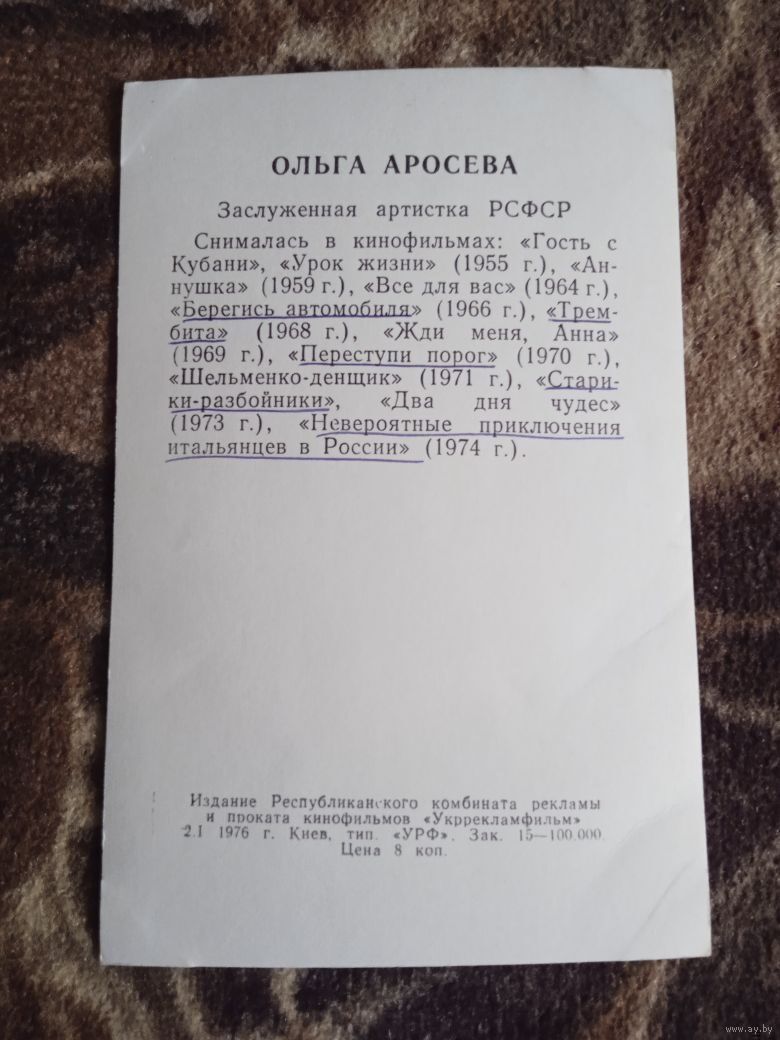 ОЛЬГА АРОСЕВА
Заслуженная артистка РСФСР
Снималась в кинофильмах: «Гость с
Кубани», «Урок жизни» (1955 г.), «Ан-
нушка» (1959 г.), «Все для вас» (1964 г.),
«Берегись автомобиля» (1966 г.), «Трем-
бита» (1968 г.), «Жди меня, Анна»
(1969 г.), «Переступи порог» (1970 г.),
«Шельменко-денщик» (1971 г.), «Стари-
ки-разбойники», «Два дня чудес»
(1973 г.), «Невероятные приключения
итальянцев в России» (1974 г.).
Издание Республиканского комбината рекламы
и проката кинофильмов «Укррекламфильм»
2.I 1976 г. Киев, тип. «УРФ». Зак. 15—100.000.
Цена 8 коп.
www.ay.by